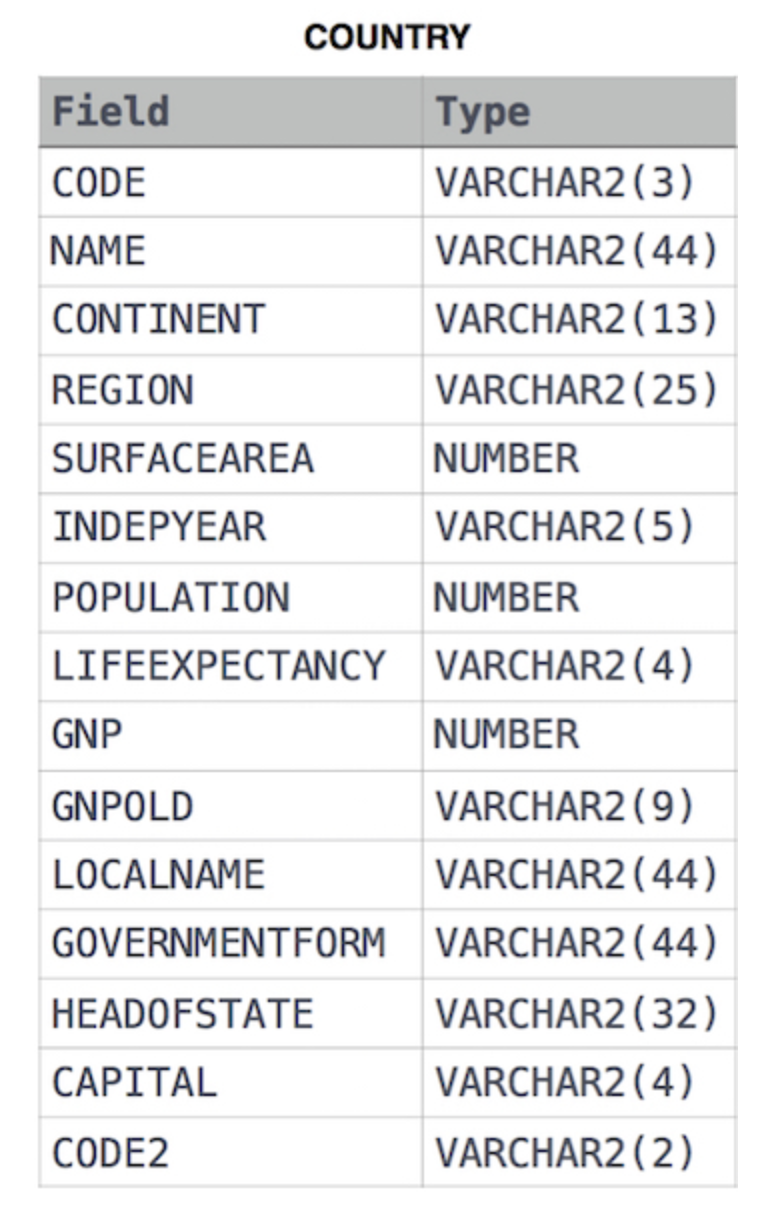 COUNTRY
Field Type
CODE VARCHAR2(3)
NAME VARCHAR2(44)
CONTINENT VARCHAR2(13)
REGION VARCHAR2(25)
SURFACEAREA NUMBER
INDEPYEAR VARCHAR2(5)
POPULATION NUMBER
LIFEEXPECTANCY VARCHAR2(4)
GNP NUMBER
GNPOLD VARCHAR2(9)
LOCALNAME VARCHAR2(44)
GOVERNMENTFORM VARCHAR2(44)
HEADOFSTATE VARCHAR2(32)
CAPITAL VARCHAR2(4)
CODE2 VARCHAR2(2)